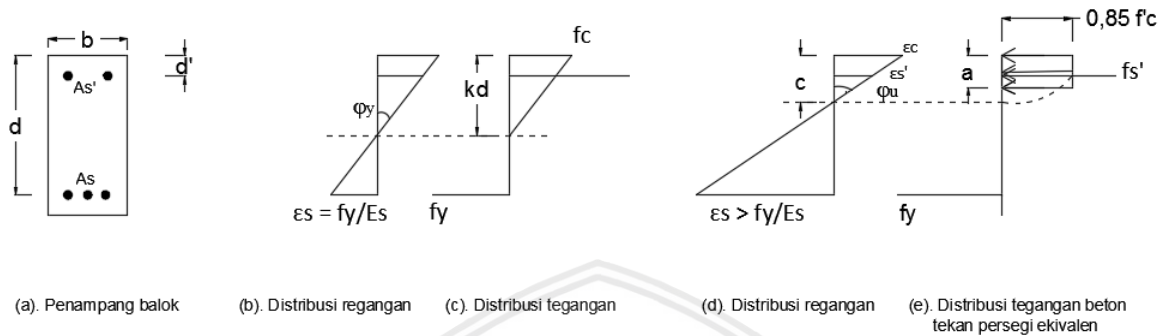 b
d'
As'
d
As
φy
εs = fy/Es
fc
kd
fy
c
εc
εs'
φu
εs > fy/Es
0,85 f'c
a
fs'
fy
(a). Penampang balok
(b). Distribusi regangan
(c). Distribusi tegangan
(d). Distribusi regangan
(e). Distribusi tegangan beton
tekan persegi ekivalen